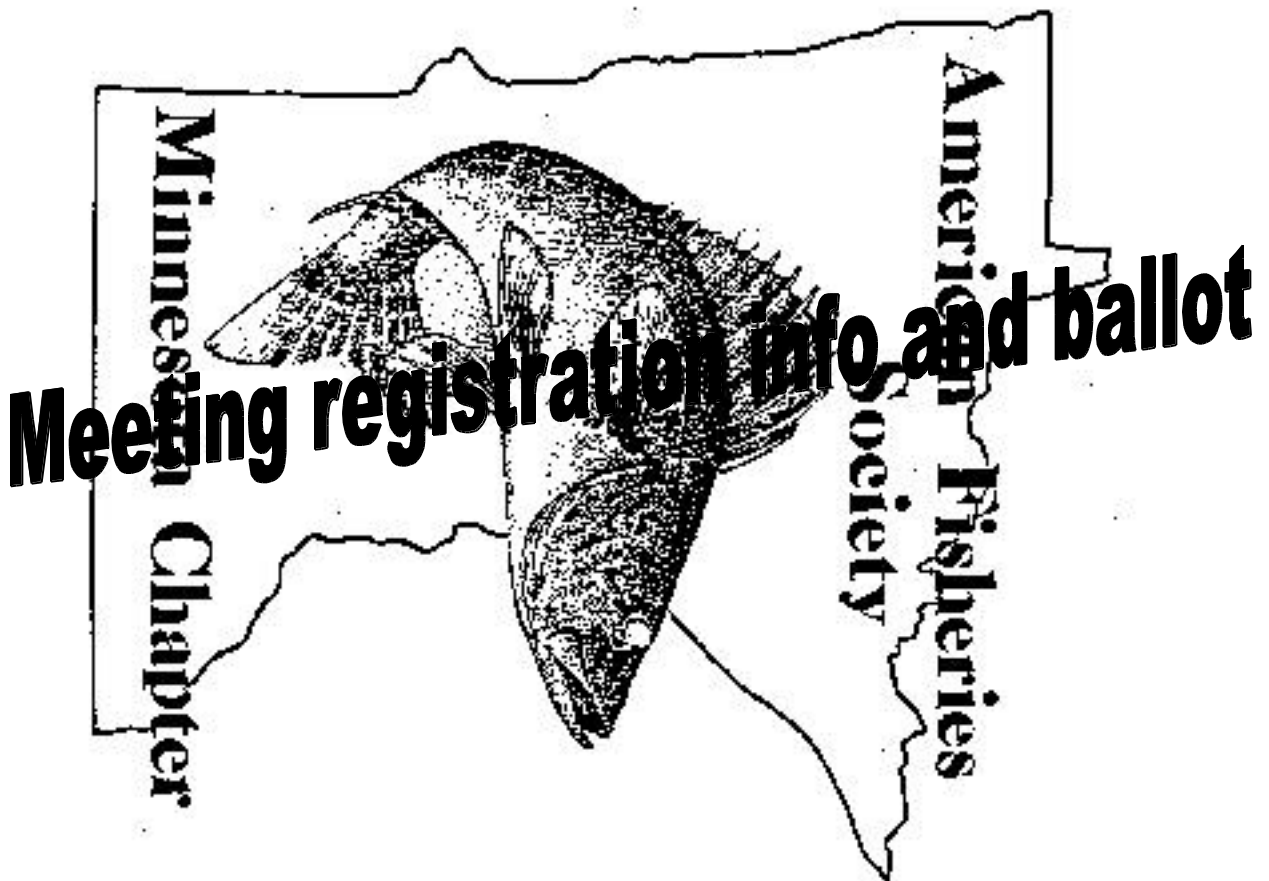 American Fisheries
Society
Minnesota Chapter
Meeting registration info and ballot